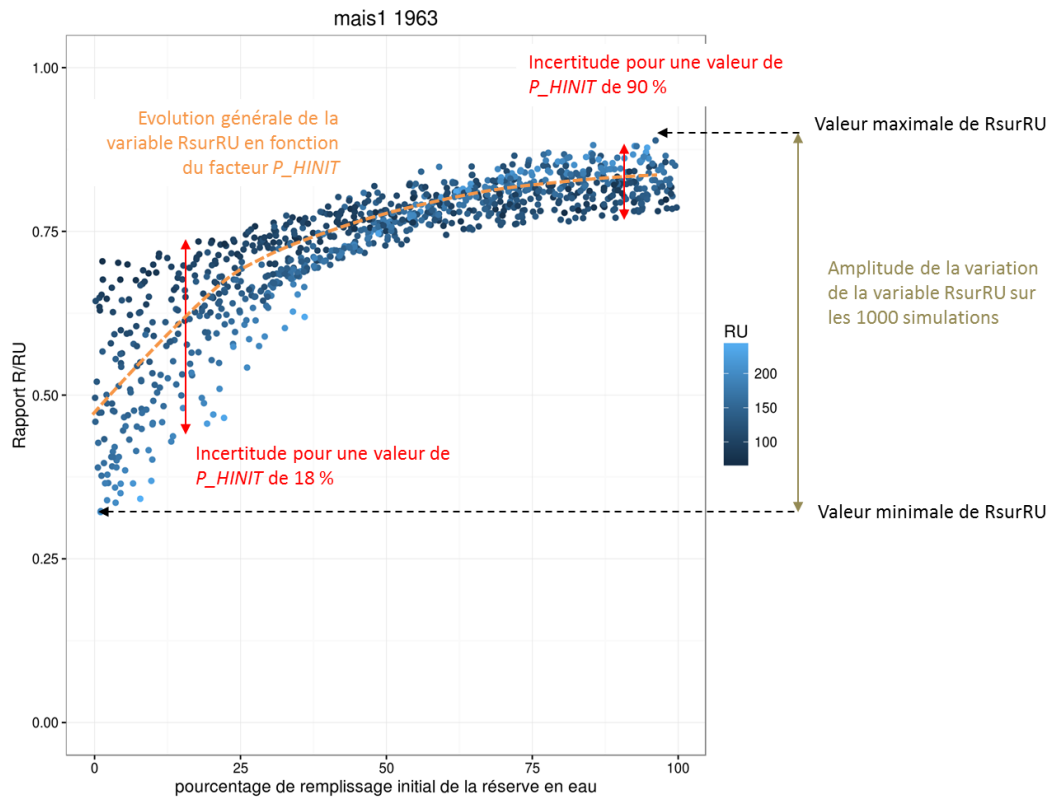 mais1 1963
Incertitude pour une valeur de
P_HINIT de 90 %
Evolution générale de la
variable RsurRU en fonction
du facteur P_HINIT
Valeur maximale de RsurRU
Amplitude de la variation
de la variable RsurRU sur
les 1000 simulations
RU
200
150
100
Incertitude pour une valeur de
P_HINIT de 18 %
Valeur minimale de RsurRU
Rapport R/RU
1.00
0.75
0.50
0.25
0.00
0
25
50
75
100
pourcentage de remplissage initial de la réserve en eau